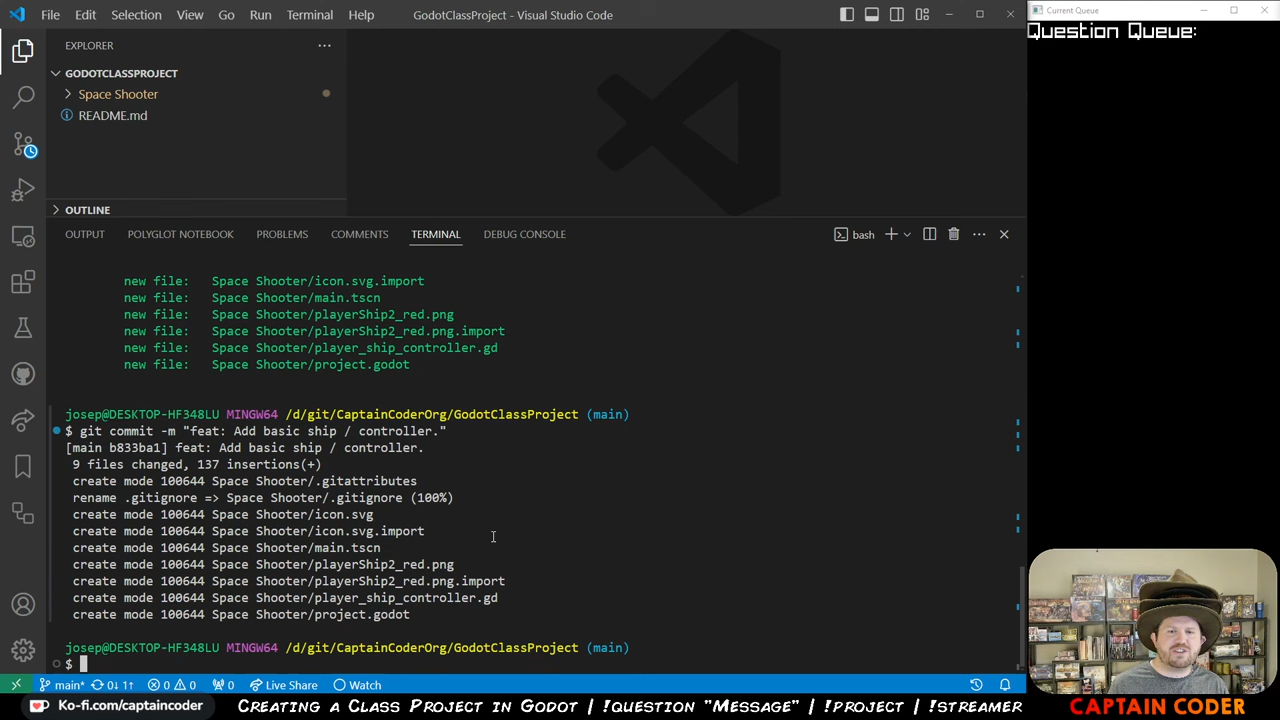 File Edit Selection View Go Run Terminal Help GodotClassProject - Visual Studio Code
Current Queue
Question Queue:
EXPLORER
GODOTCLASSPROJECT
Space Shooter
README.md
OUTLINE
OUTPUT POLYGLOT NOTEBOOK PROBLEMS COMMENTS TERMINAL DEBUG CONSOLE bash
new file: Space Shooter/icon.svg.import
new file: Space Shooter/main.tscn
new file: Space Shooter/playerShip2_red.png
new file: Space Shooter/playerShip2_red.png.import
new file: Space Shooter/player_ship_controller.gd
new file: Space Shooter/project.godot
josep@DESKTOP-HF348LU MINGW64 /d/git/CaptainCoderOrg/GodotClassProject (main)
$ git commit -m "feat: Add basic ship / controller."
[main b833ba1] feat: Add basic ship / controller.
9 files changed, 137 insertions(+)
create mode 100644 Space Shooter/.gitattributes
rename .gitignore => Space Shooter/.gitignore (100%)
create mode 100644 Space Shooter/icon.svg
create mode 100644 Space Shooter/icon.svg.import
create mode 100644 Space Shooter/main.tscn
create mode 100644 Space Shooter/playerShip2_red.png
create mode 100644 Space Shooter/playerShip2_red.png.import
create mode 100644 Space Shooter/player_ship_controller.gd
create mode 100644 Space Shooter/project.godot
josep@DESKTOP-HF348LU MINGW64 /d/git/CaptainCoderOrg/GodotClassProject (main)
$
main* 0↓ 1↑ 0 0 0 Live Share Watch
Ko-fi.com/captaincoder Creating a Class Project in Godot | !question "Message" | !project | !streamer CAPTAIN CODER